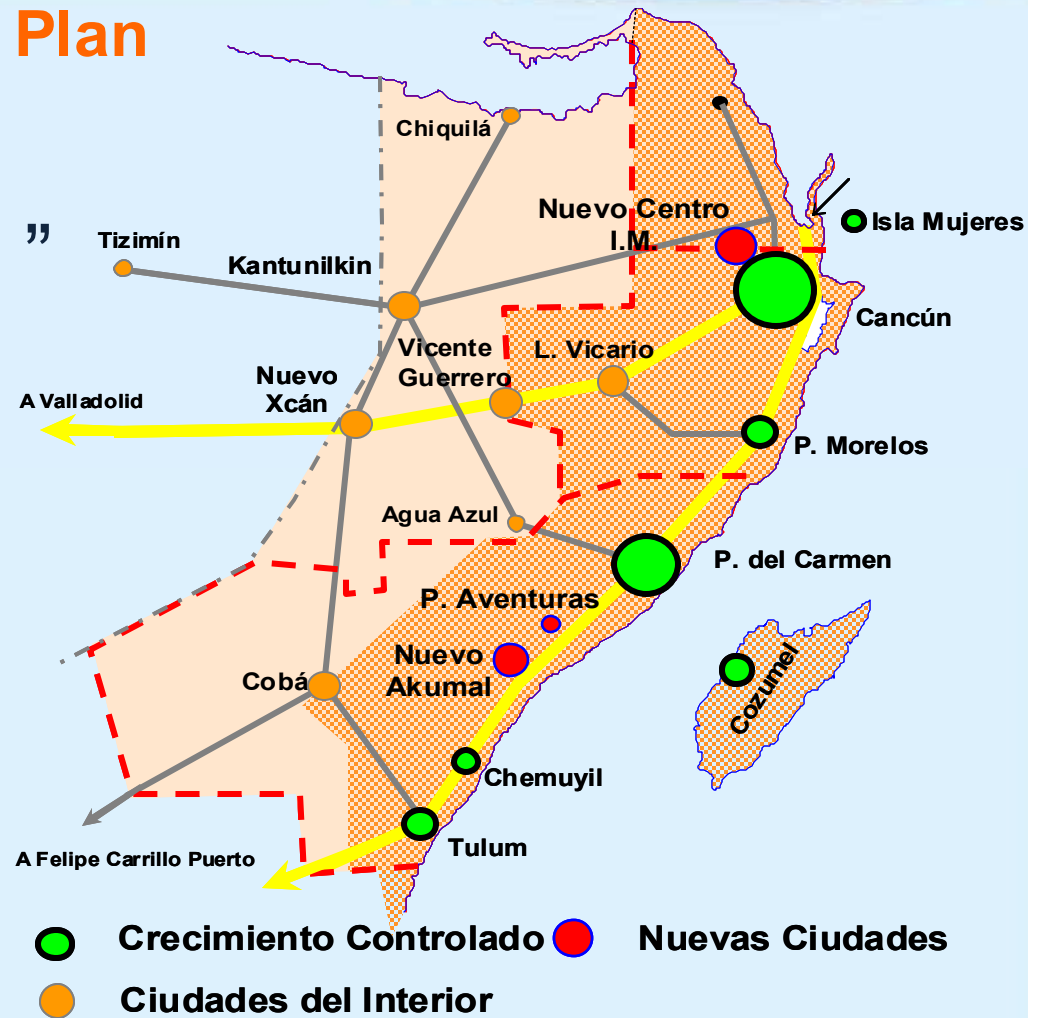 Plan
Chiquilá
Nuevo Centro
I.M.
Isla Mujeres
”
Tizimín
Kantunilkin
Cancún
Vicente
Guerrero
L. Vicario
Nuevo
Xcán
A Valladolid
P. Morelos
Agua Azul
P. del Carmen
P. Aventuras
Nuevo
Akumal
Cobá
Cozumel
Chemuyil
Tulum
A Felipe Carrillo Puerto
Crecimiento Controlado
Nuevas Ciudades
Ciudades del Interior